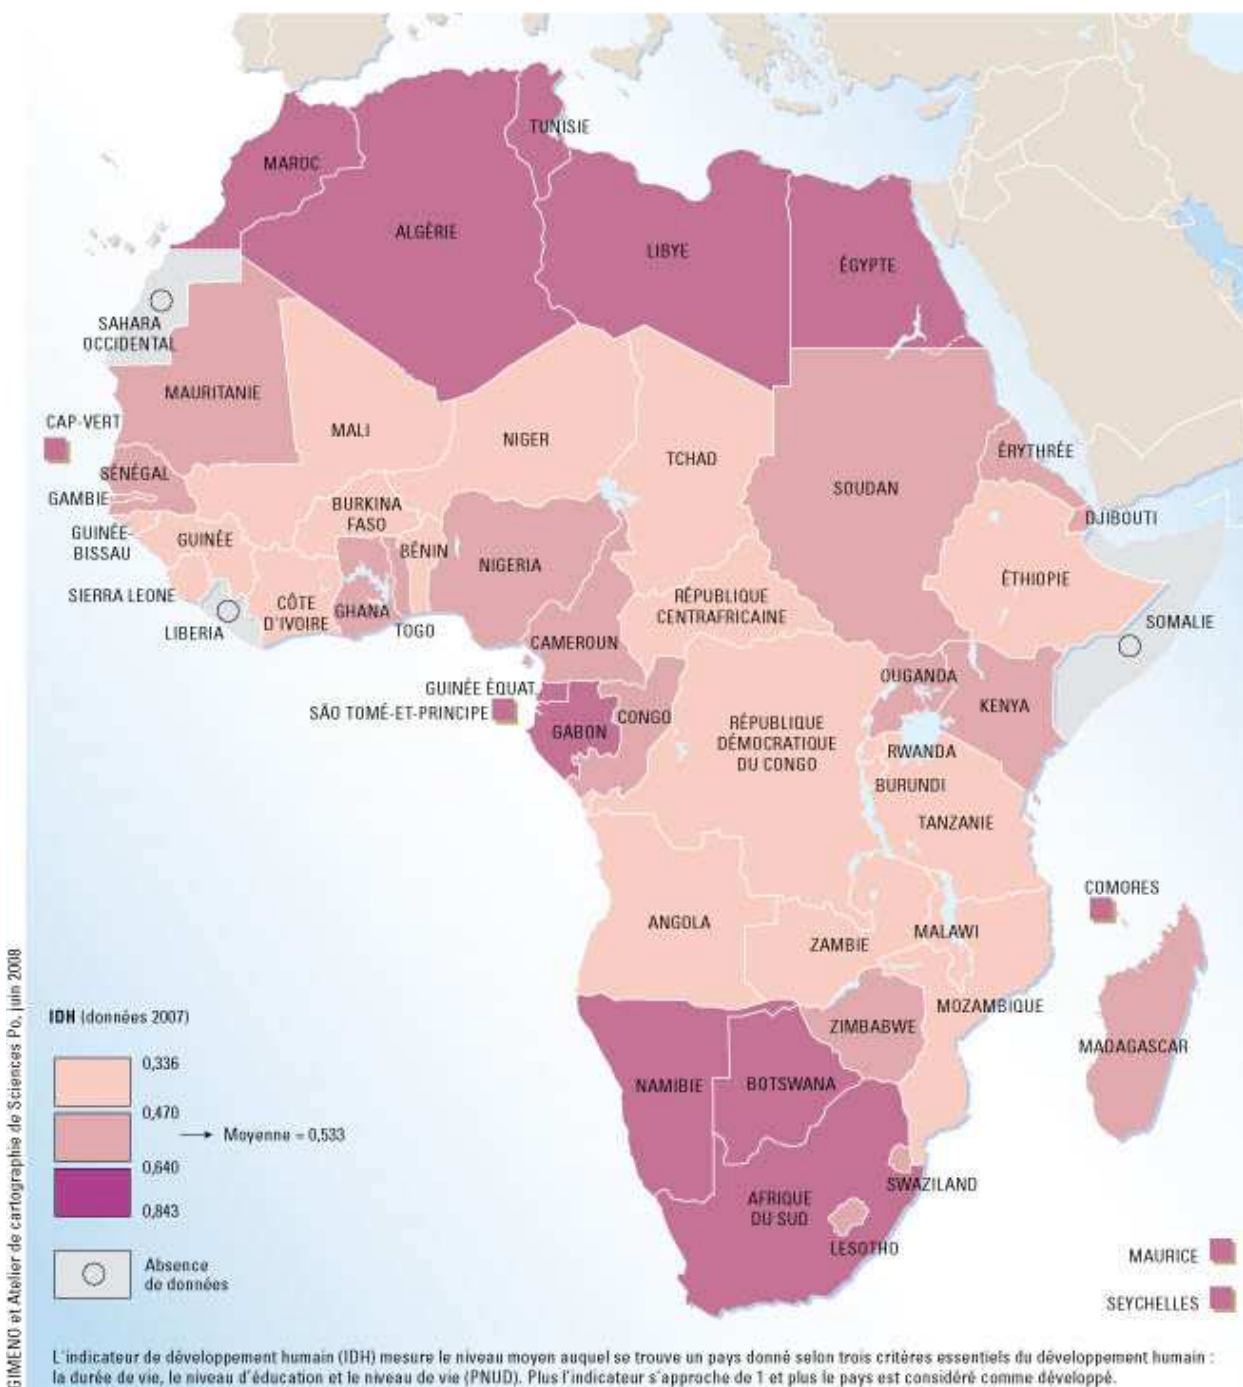 TUNISIE
MAROC
ALGÉRIE
LIBYE
ÉGYPTE
SAHARA
OCCIDENTAL
MAURITANIE
CAP-VERT
MALI
NIGER
TCHAD
SOUDAN
ÉRYTHRÉE
SÉNÉGAL
GAMBIE
DJIBOUTI
BURKINA
FASO
GUINÉE-
BISSAU
GUINÉE
BÉNIN
NIGERIA
ÉTHIOPIE
SIERRA LEONE
CÔTE
D'IVOIRE
GHANA
RÉPUBLIQUE
CENTRAFRICAINE
LIBERIA
TOGO
CAMEROUN
SOMALIE
GUINÉE ÉQUAT.
SÃO TOMÉ-ET-PRINCIPE
OUGANDA
KENYA
GABON
CONGO
RÉPUBLIQUE
DÉMOCRATIQUE
DU CONGO
RWANDA
BURUNDI
TANZANIE
COMORES
ANGOLA
ZAMBIE
MALAWI
MOZAMBIQUE
ZIMBABWE
MADAGASCAR
NAMIBIE
BOTSWANA
SWAZILAND
AFRIQUE
DU SUD
LESOTHO
MAURICE
SEYCHELLES
IDH (données 2007)
0,336
0,470
Moyenne = 0,533
0,640
0,843
Absence
de données
L'indicateur de développement humain (IDH) mesure le niveau moyen auquel se trouve un pays donné selon trois critères essentiels du développement humain :
la durée de vie, le niveau d'éducation et le niveau de vie (PNUD). Plus l'indicateur s'approche de 1 et plus le pays est considéré comme développé.
GIMENO et Atelier de cartographie de Sciences Po, juin 2008